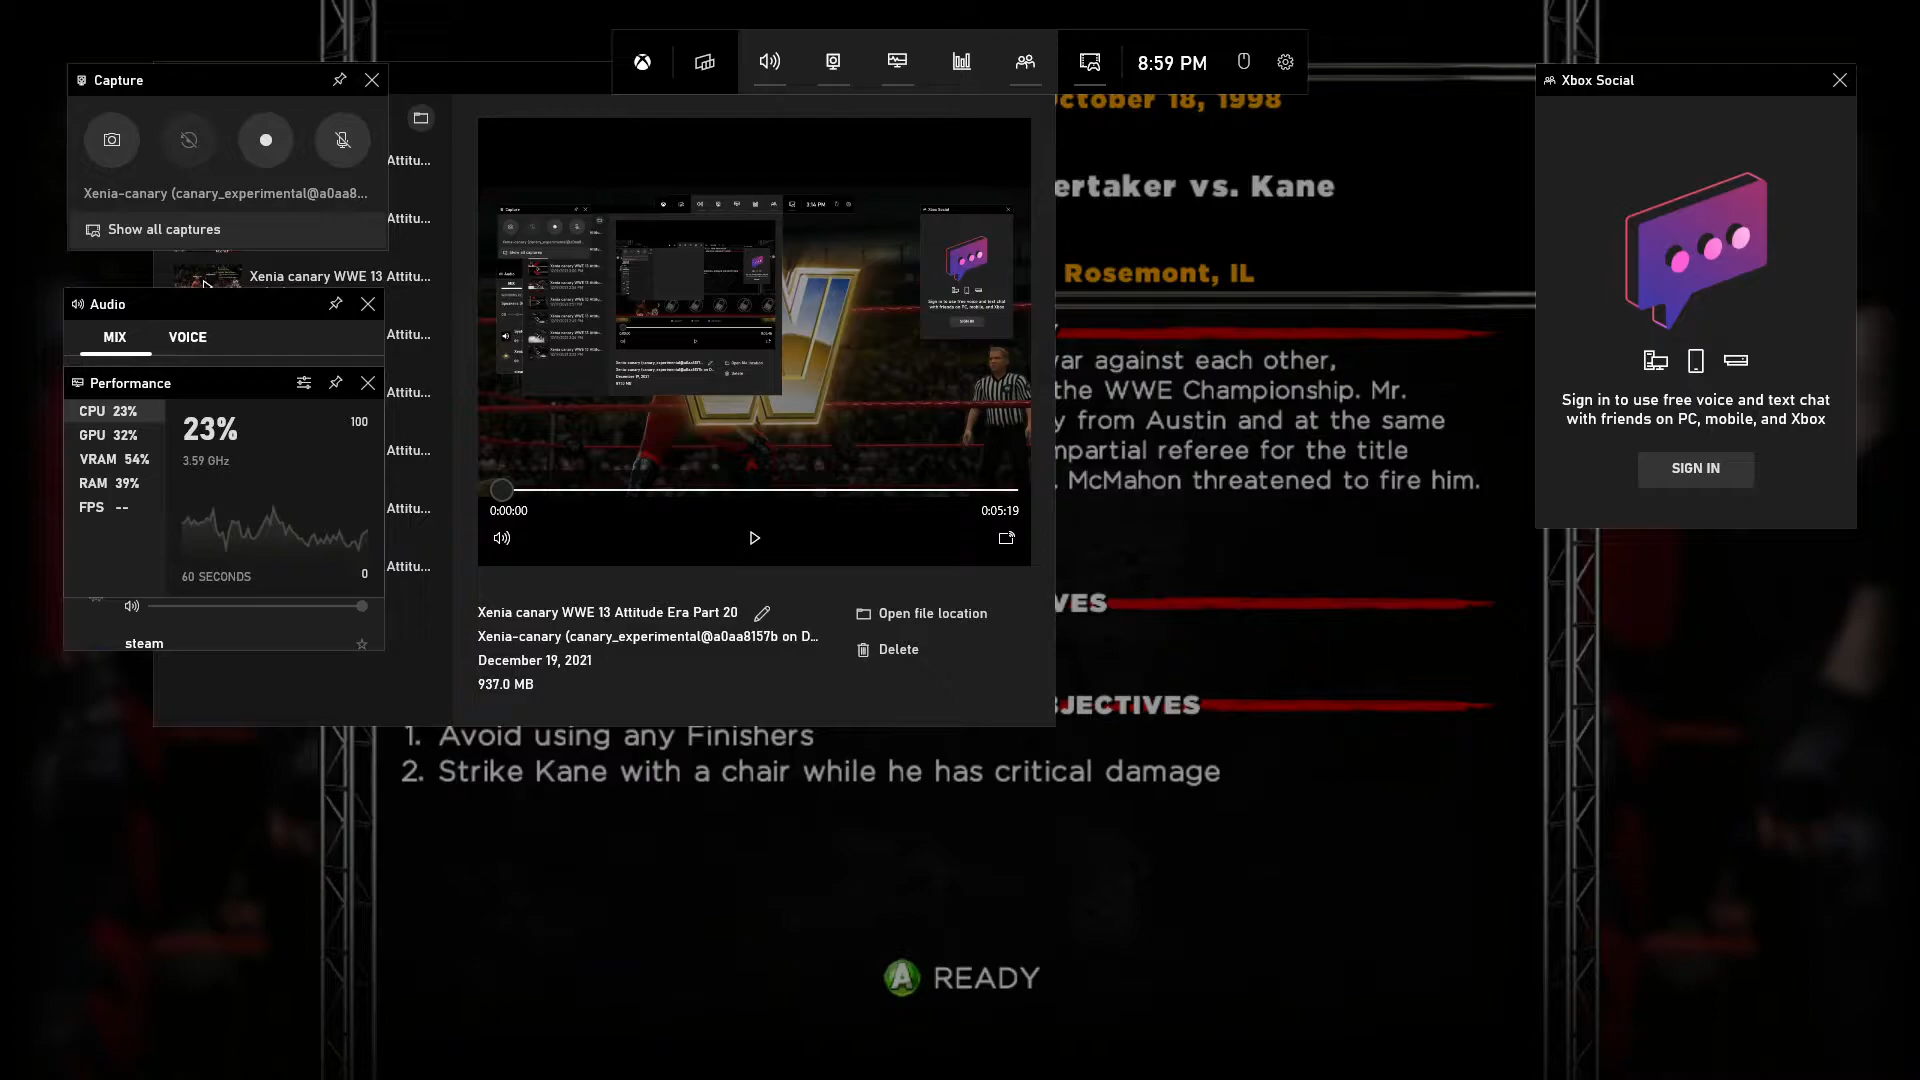 8:59 PM
Capture
Xenia-canary (canary_experimental@a0aa8...
Show all captures
Attitu...
Attitu...
Xenia canary WWE 13 Attitu...
Audio
MIX
VOICE
Attitu...
Performance
CPU 23%
GPU 32%
VRAM 54%
RAM 39%
FPS --
23%
3.59 GHz
100
60 SECONDS
0
Attitu...
Attitu...
Attitu...
Attitu...
steam
0:00:00
0:05:19
Xenia canary WWE 13 Attitude Era Part 20
Xenia-canary (canary_experimental@a0aa8157b on D...
December 19, 2021
937.0 MB
Open file location
Delete
Xbox Social
Sign in to use free voice and text chat
with friends on PC, mobile, and Xbox
SIGN IN
October 18, 1998
ertaker vs. Kane
Rosemont, IL
war against each other,
the WWE Championship. Mr.
y from Austin and at the same
mpartial referee for the title
. McMahon threatened to fire him.
VES
JECTIVES
1. Avoid using any Finishers
2. Strike Kane with a chair while he has critical damage
A READY